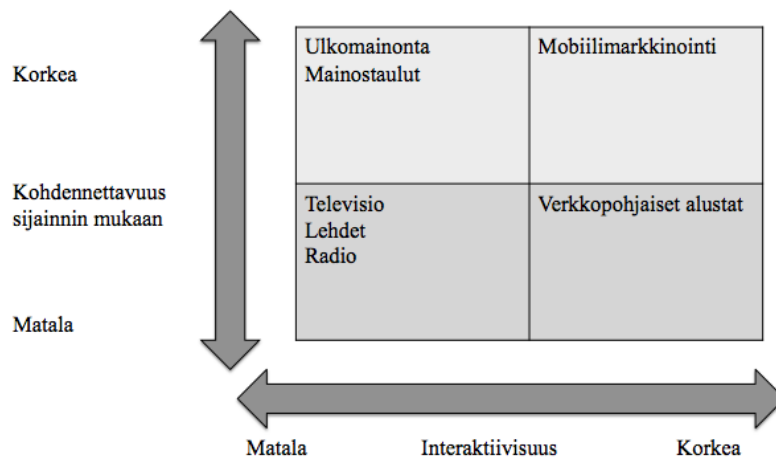 Ulkomainonta
Mainostaulut
Mobiilimarkkinointi
Korkea
Kohdennettavuus
sijainnin mukaan
Televisio
Lehdet
Radio
Verkkopohjaiset alustat
Matala
Matala
Interaktiivisuus
Korkea